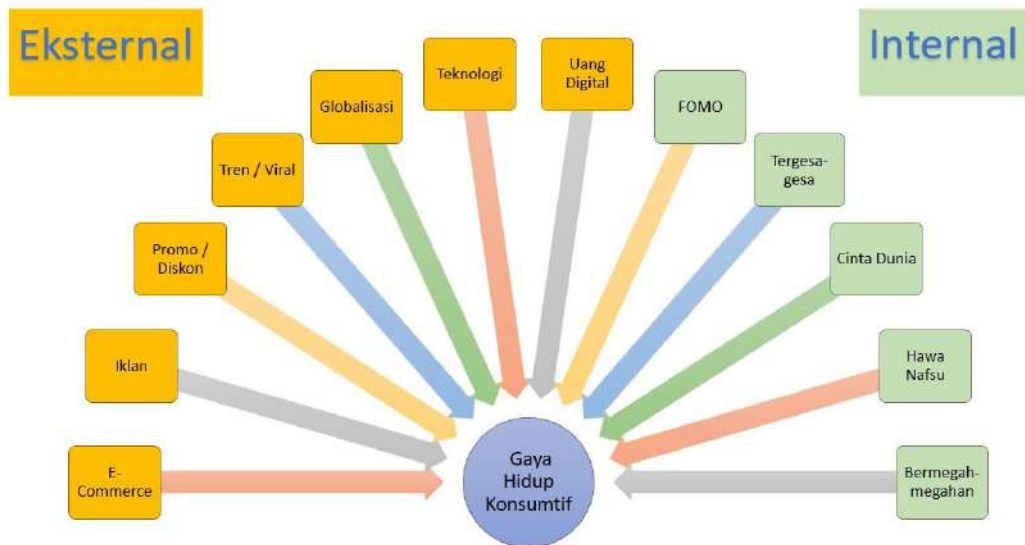 Eksternal
Internal
Teknologi
Uang
Digital
Globalisasi
FOMO
Tren / Viral
Tergesa-
gesa
Promo /
Diskon
Cinta Dunia
Iklan
Hawa
Nafsu
E-
Commerce
Gaya
Hidup
Konsumtif
Bermegah-
megahan